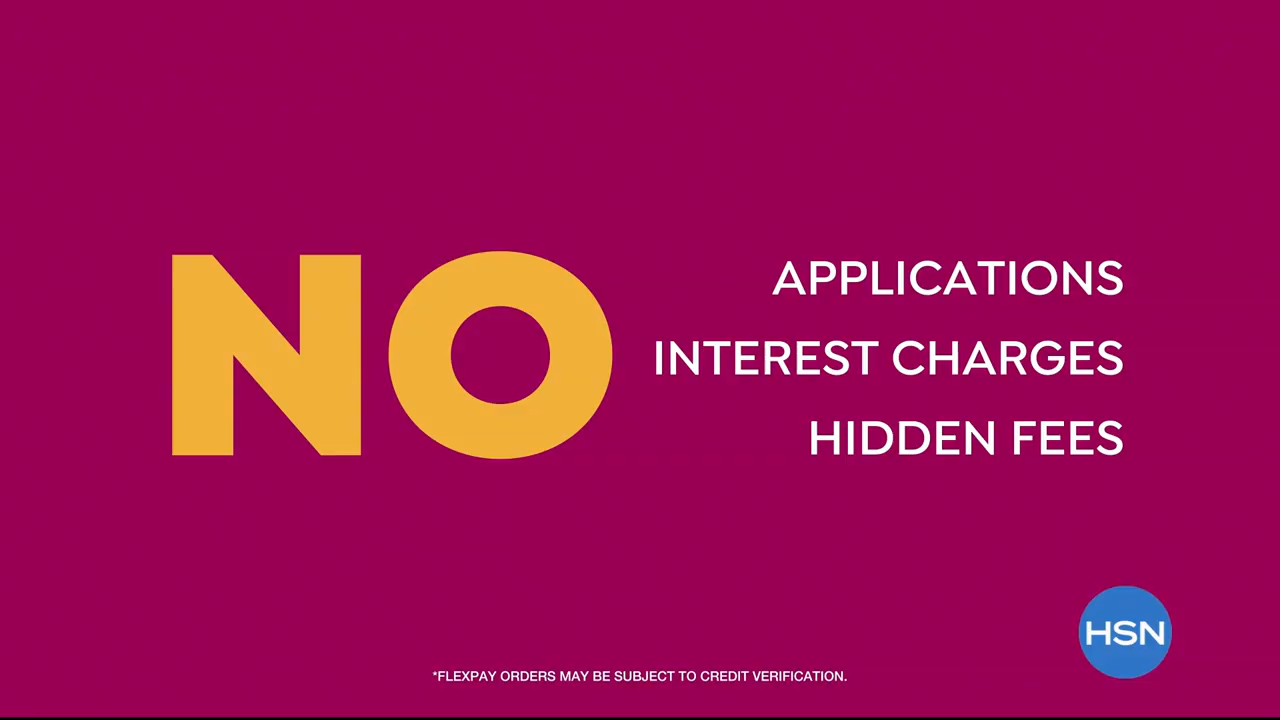 NO
APPLICATIONS
INTEREST CHARGES
HIDDEN FEES
HSN
*FLEXPAY ORDERS MAY BE SUBJECT TO CREDIT VERIFICATION.